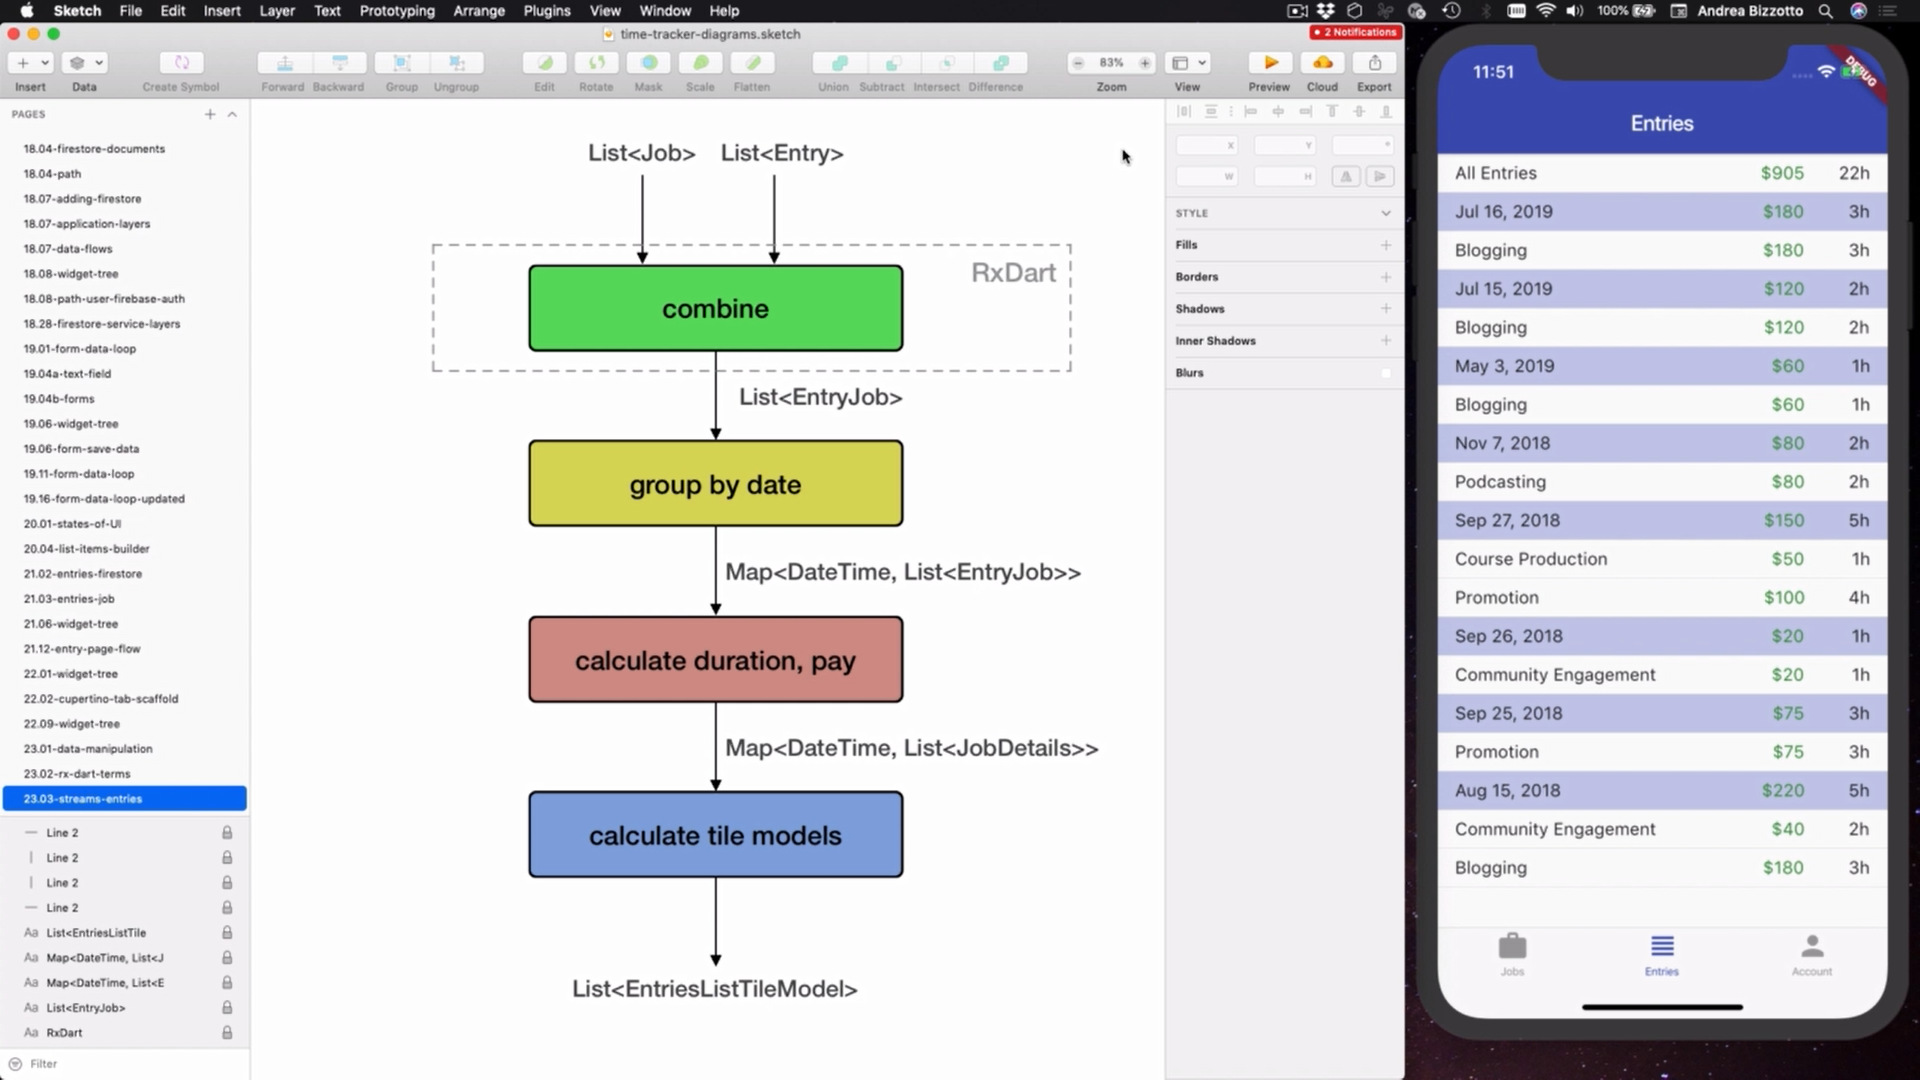 Sketch File Edit Insert Layer Text Prototyping Arrange Plugins View Window Help 100% Andrea Bizzotto
time-tracker-diagrams.sketch
2 Notifications
83%
Insert Data Create Symbol Forward Backward Group Ungroup Edit Rotate Mask Scale Flatten Union Subtract Intersect Difference Zoom View Preview Cloud Export
PAGES
18.04-firestore-documents
18.04-path
18.07-adding-firestore
18.07-application-layers
18.07-data-flows
18.08-widget-tree
18.08-path-user-firebase-auth
18.28-firestore-service-layers
19.01-form-data-loop
19.04a-text-field
19.04b-forms
19.06-widget-tree
19.06-form-save-data
19.11-form-data-loop
19.16-form-data-loop-updated
20.01-states-of-UI
20.04-list-items-builder
21.02-entries-firestore
21.03-entries-job
21.06-widget-tree
21.12-entry-page-flow
22.01-widget-tree
22.02-cupertino-tab-scaffold
22.09-widget-tree
23.01-data-manipulation
23.02-rx-dart-terms
23.03-streams-entries
Line 2
Line 2
Line 2
Line 2
Aa List<EntriesListTile
Aa Map<DateTime, List<J
Aa Map<DateTime, List<E
Aa List<EntryJob>
Aa RxDart
Filter
List<Job> List<Entry>
RxDart
combine
List<EntryJob>
group by date
Map<DateTime, List<EntryJob>>
calculate duration, pay
Map<DateTime, List<JobDetails>>
calculate tile models
List<EntriesListTileModel>
X Y °
W H
STYLE
Fills
Borders
Shadows
Inner Shadows
Blurs
11:51
DEBUG
Entries
All Entries $905 22h
Jul 16, 2019 $180 3h
Blogging $180 3h
Jul 15, 2019 $120 2h
Blogging $120 2h
May 3, 2019 $60 1h
Blogging $60 1h
Nov 7, 2018 $80 2h
Podcasting $80 2h
Sep 27, 2018 $150 5h
Course Production $50 1h
Promotion $100 4h
Sep 26, 2018 $20 1h
Community Engagement $20 1h
Sep 25, 2018 $75 3h
Promotion $75 3h
Aug 15, 2018 $220 5h
Community Engagement $40 2h
Blogging $180 3h
Jobs Entries Account